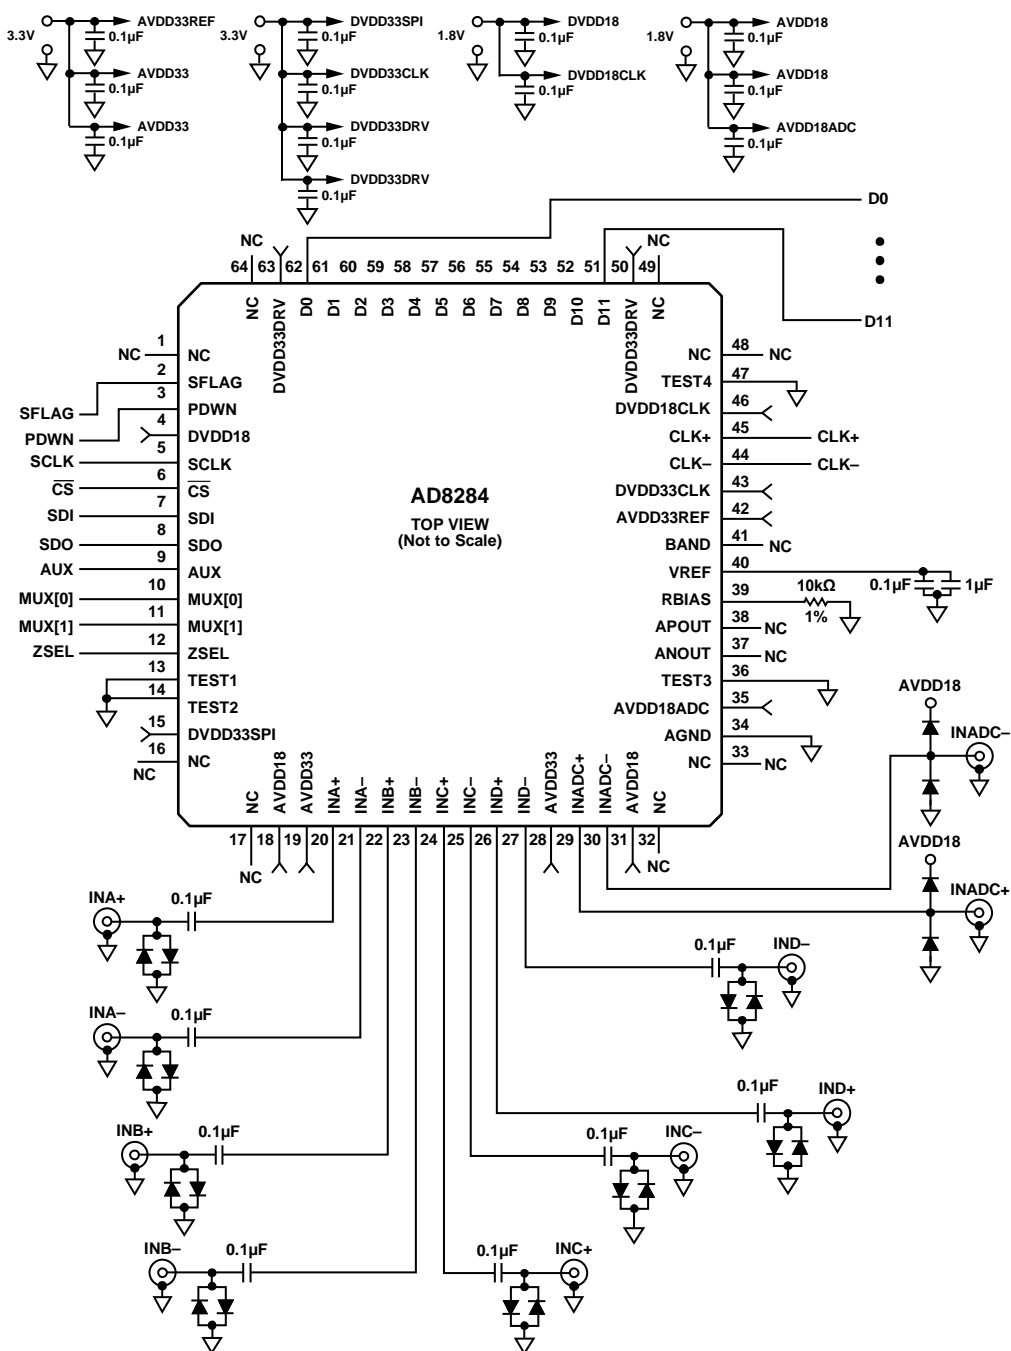 3.3V
AVDD33REF
0.1µF
AVDD33
0.1µF
AVDD33
0.1µF
3.3V
DVDD33SPI
0.1µF
DVDD33CLK
0.1µF
DVDD33DRV
0.1µF
DVDD33DRV
0.1µF
1.8V
DVDD18
0.1µF
DVDD18CLK
0.1µF
1.8V
AVDD18
0.1µF
AVDD18
0.1µF
AVDD18ADC
0.1µF
D0
D11
NC
NC
64 63 62 61 60 59 58 57 56 55 54 53 52 51 50 49
NC
DVDD33DRV
D0
D1
D2
D3
D4
D5
D6
D7
D8
D9
D10
D11
DVDD33DRV
NC
NC
1
NC
2
SFLAG
SFLAG
3
PDWN
PDWN
4
DVDD18
5
SCLK
SCLK
6
CS
CS
7
SDI
SDI
8
SDO
SDO
9
AUX
AUX
10
MUX[0]
MUX[0]
11
MUX[1]
MUX[1]
12
ZSEL
ZSEL
13
TEST1
14
TEST2
15
DVDD33SPI
16
NC
NC
AD8284
TOP VIEW
(Not to Scale)
48
NC
NC
47
TEST4
46
DVDD18CLK
45
CLK+
CLK+
44
CLK–
CLK–
43
DVDD33CLK
42
AVDD33REF
41
BAND
NC
40
VREF
0.1µF
1µF
39
RBIAS
10kΩ
1%
38
APOUT
NC
37
ANOUT
NC
36
TEST3
35
AVDD18ADC
34
AGND
33
NC
NC
NC
AVDD18
AVDD33
INA+
INA–
INB+
INB–
INC+
INC–
IND+
IND–
AVDD33
INADC+
INADC–
AVDD18
NC
17 18 19 20 21 22 23 24 25 26 27 28 29 30 31 32
NC
NC
AVDD18
INADC–
AVDD18
INADC+
INA+
0.1µF
0.1µF
IND–
INA–
0.1µF
0.1µF
IND+
INB+
0.1µF
0.1µF
INC–
INB–
0.1µF
0.1µF
INC+